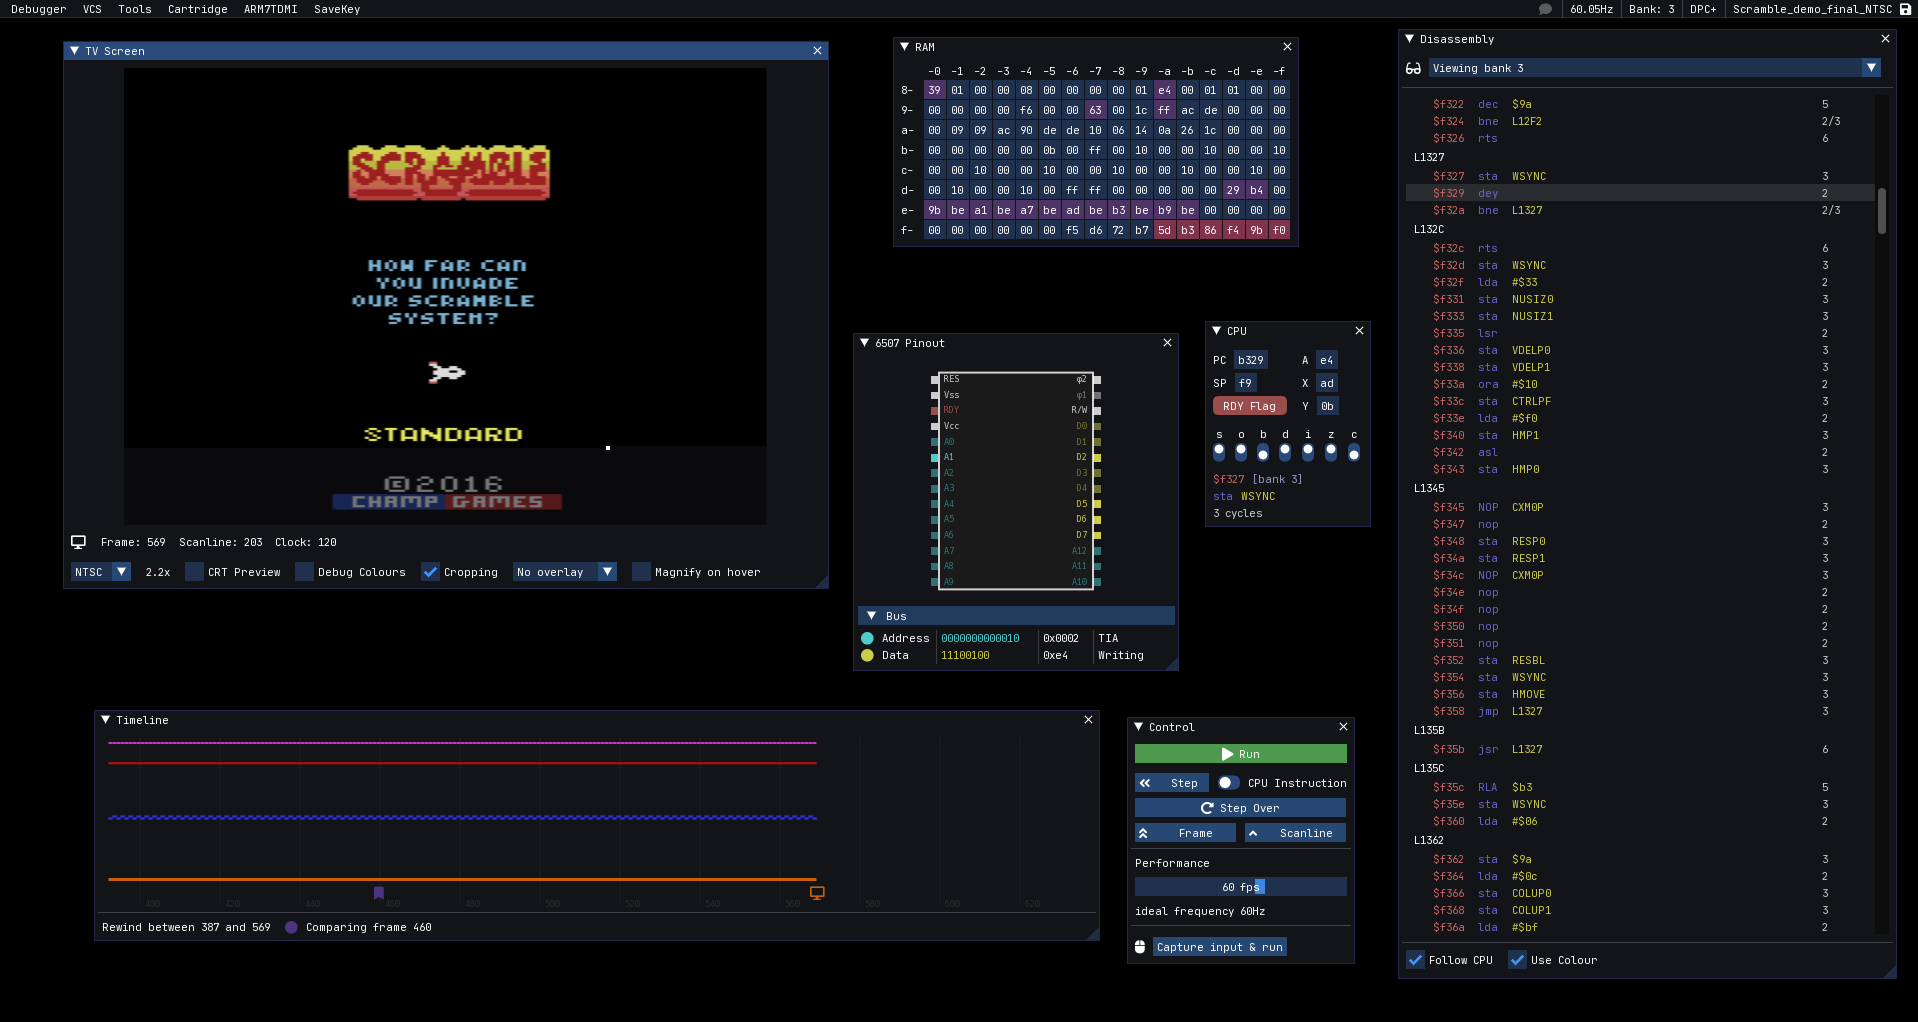 Debugger VCS Tools Cartridge ARM7TDMI SaveKey 60.05Hz Bank: 3 DPC+ Scramble_demo_final_NTSC
TV Screen
SCRAMBLE
HOW FAR CAN
YOU INVADE
OUR SCRAMBLE
SYSTEM?
STANDARD
©2016
CHAMP GAMES
Frame: 569 Scanline: 203 Clock: 120
NTSC 2.2x CRT Preview Debug Colours Cropping No overlay Magnify on hover
RAM
-0 -1 -2 -3 -4 -5 -6 -7 -8 -9 -a -b -c -d -e -f
8- 39 01 00 00 08 00 00 00 00 01 e4 00 01 01 00 00
9- 00 00 00 00 f6 00 00 63 00 1c ff ac de 00 00 00
a- 00 09 09 ac 90 de de 10 06 14 0a 26 1c 00 00 00
b- 00 00 00 00 00 0b 00 ff 00 10 00 00 10 00 00 10
c- 00 00 10 00 00 10 00 00 10 00 00 10 00 00 10 00
d- 00 10 00 00 10 00 ff ff 00 00 00 00 00 29 b4 00
e- 9b be a1 be a7 be ad be b3 be b9 be 00 00 00 00
f- 00 00 00 00 00 00 f5 d6 72 b7 5d b3 86 f4 9b f0
6507 Pinout
RES φ2
Vss φ1
RDY R/W
Vcc D0
A0 D1
A1 D2
A2 D3
A3 D4
A4 D5
A5 D6
A6 D7
A7 A12
A8 A11
A9 A10
Bus
Address 0000000000010 0x0002 TIA
Data 11100100 0xe4 Writing
CPU
PC b329 A e4
SP f9 X ad
RDY Flag Y 0b
s o b d i z c
$f327 [bank 3]
sta WSYNC
3 cycles
Timeline
400 420 440 460 480 500 520 540 560 580 600 620
Rewind between 387 and 569 Comparing frame 460
Control
Run
Step CPU Instruction
Step Over
Frame Scanline
Performance
60 fps
ideal frequency 60Hz
Capture input & run
Disassembly
Viewing bank 3
$f322 dec $9a 5
$f324 bne L12F2 2/3
$f326 rts 6
L1327
$f327 sta WSYNC 3
$f329 dey 2
$f32a bne L1327 2/3
L132C
$f32c rts 6
$f32d sta WSYNC 3
$f32f lda #$33 2
$f331 sta NUSIZ0 3
$f333 sta NUSIZ1 3
$f335 lsr 2
$f336 sta VDELP0 3
$f338 sta VDELP1 3
$f33a ora #$10 2
$f33c sta CTRLPF 3
$f33e lda #$f0 2
$f340 sta HMP1 3
$f342 asl 2
$f343 sta HMP0 3
L1345
$f345 NOP CXM0P 3
$f347 nop 2
$f348 sta RESP0 3
$f34a sta RESP1 3
$f34c NOP CXM0P 3
$f34e nop 2
$f34f nop 2
$f350 nop 2
$f351 nop 2
$f352 sta RESBL 3
$f354 sta WSYNC 3
$f356 sta HMOVE 3
$f358 jmp L1327 3
L135B
$f35b jsr L1327 6
L135C
$f35c RLA $b3 5
$f35e sta WSYNC 3
$f360 lda #$06 2
L1362
$f362 sta $9a 3
$f364 lda #$0c 2
$f366 sta COLUP0 3
$f368 sta COLUP1 3
$f36a lda #$bf 2
Follow CPU Use Colour